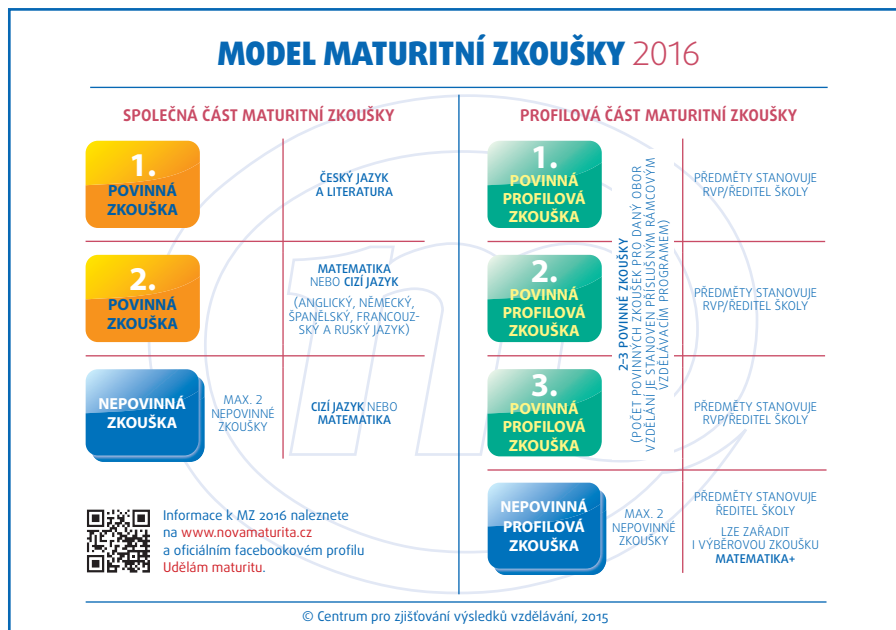 MODEL MATURITNÍ ZKOUŠKY 2016
SPOLEČNÁ ČÁST MATURITNÍ ZKOUŠKY
1.
POVINNÁ
ZKOUŠKA
ČESKÝ JAZYK
A LITERATURA
2.
POVINNÁ
ZKOUŠKA
MATEMATIKA
NEBO CIZÍ JAZYK
(ANGLICKÝ, NĚMECKÝ,
ŠPANĚLSKÝ, FRANCOUZ-
SKÝ A RUSKÝ JAZYK)
NEPOVINNÁ
ZKOUŠKA
MAX. 2
NEPOVINNÉ
ZKOUŠKY
CIZÍ JAZYK NEBO
MATEMATIKA
Informace k MZ 2016 naleznete
na www.novamaturita.cz
a oficiálním facebookovém profilu
Udělám maturitu.
PROFILOVÁ ČÁST MATURITNÍ ZKOUŠKY
1.
POVINNÁ
PROFILOVÁ
ZKOUŠKA
PŘEDMĚTY STANOVUJE
RVP/ŘEDITEL ŠKOLY
2.
POVINNÁ
PROFILOVÁ
ZKOUŠKA
PŘEDMĚTY STANOVUJE
RVP/ŘEDITEL ŠKOLY
3.
POVINNÁ
PROFILOVÁ
ZKOUŠKA
PŘEDMĚTY STANOVUJE
RVP/ŘEDITEL ŠKOLY
2–3 POVINNÉ ZKOUŠKY
(POČET POVINNÝCH ZKOUŠEK PRO DANÝ OBOR
VZDĚLÁNÍ JE STANOVEN PŘÍSLUŠNÝM RÁMCOVÝM
VZDĚLÁVACÍM PROGRAMEM)
NEPOVINNÁ
PROFILOVÁ
ZKOUŠKA
MAX. 2
NEPOVINNÉ
ZKOUŠKY
PŘEDMĚTY STANOVUJE
ŘEDITEL ŠKOLY
LZE ZAŘADIT
I VÝBĚROVOU ZKOUŠKU
MATEMATIKA+
© Centrum pro zjišťování výsledků vzdělávání, 2015